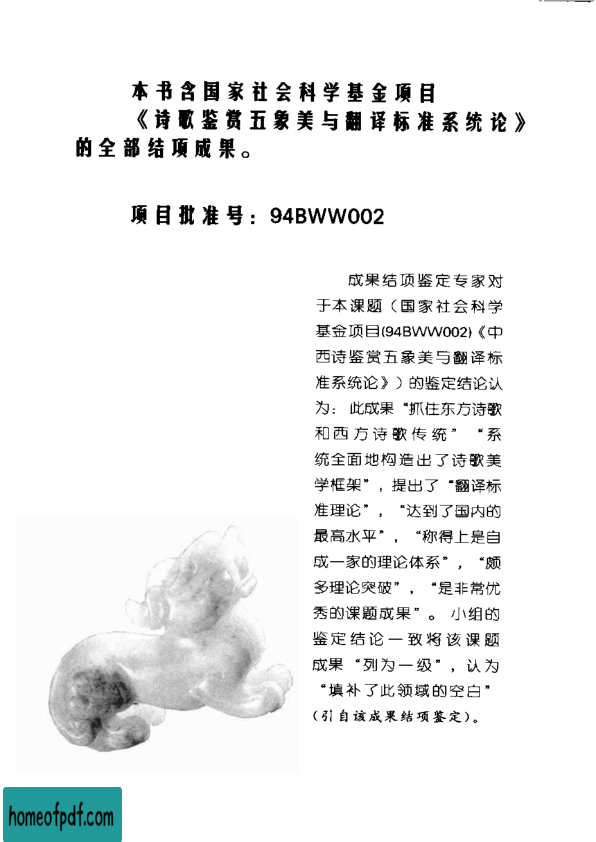 本书含国家社会科学基金项目
《诗歌鉴赏五象美与翻译标准系统论》
的全部结项成果。
项目批准号：94BWW002
成果结项鉴定专家对
于本课题（国家社会科学
基金项目(94BWW002)《中
西诗鉴赏五象美与翻译标
准系统论》）的鉴定结论认
为：此成果“抓住东方诗歌
和西方诗歌传统”“系
统全面地构造出了诗歌美
学框架”，提出了“翻译标
准理论”，“达到了国内的
最高水平”，“称得上是自
成一家的理论体系”，“颇
多理论突破”，“是非常优
秀的课题成果”。小组的
鉴定结论一致将该课题
成果“列为一级”，认为
“填补了此领域的空白”
（引自该成果结项鉴定）。
homeofpdf.com